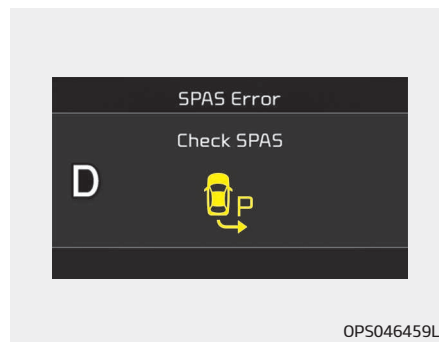 SPAS Error
Check SPAS
D
P
OPS046459L